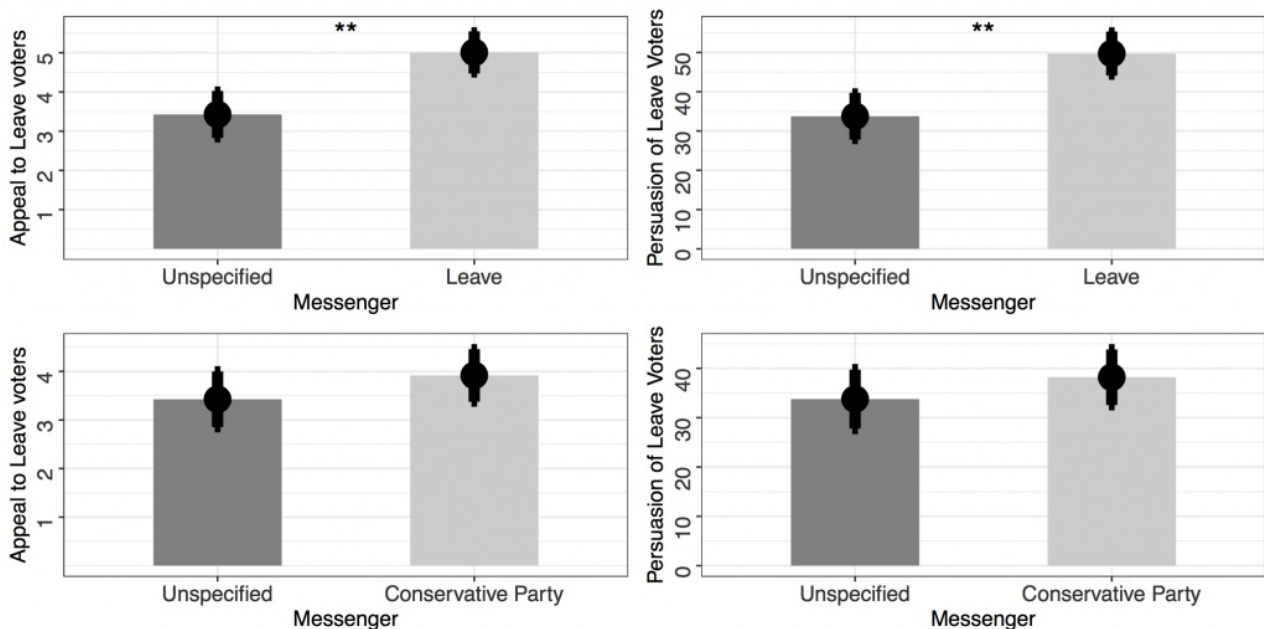 **
Appeal to Leave voters
5
4
3
2
1
Unspecified Leave
Messenger
**
Persuasion of Leave Voters
50
40
30
20
10
0
Unspecified Leave
Messenger
Appeal to Leave voters
4
3
2
1
Unspecified Conservative Party
Messenger
Persuasion of Leave Voters
40
30
20
10
0
Unspecified Conservative Party
Messenger